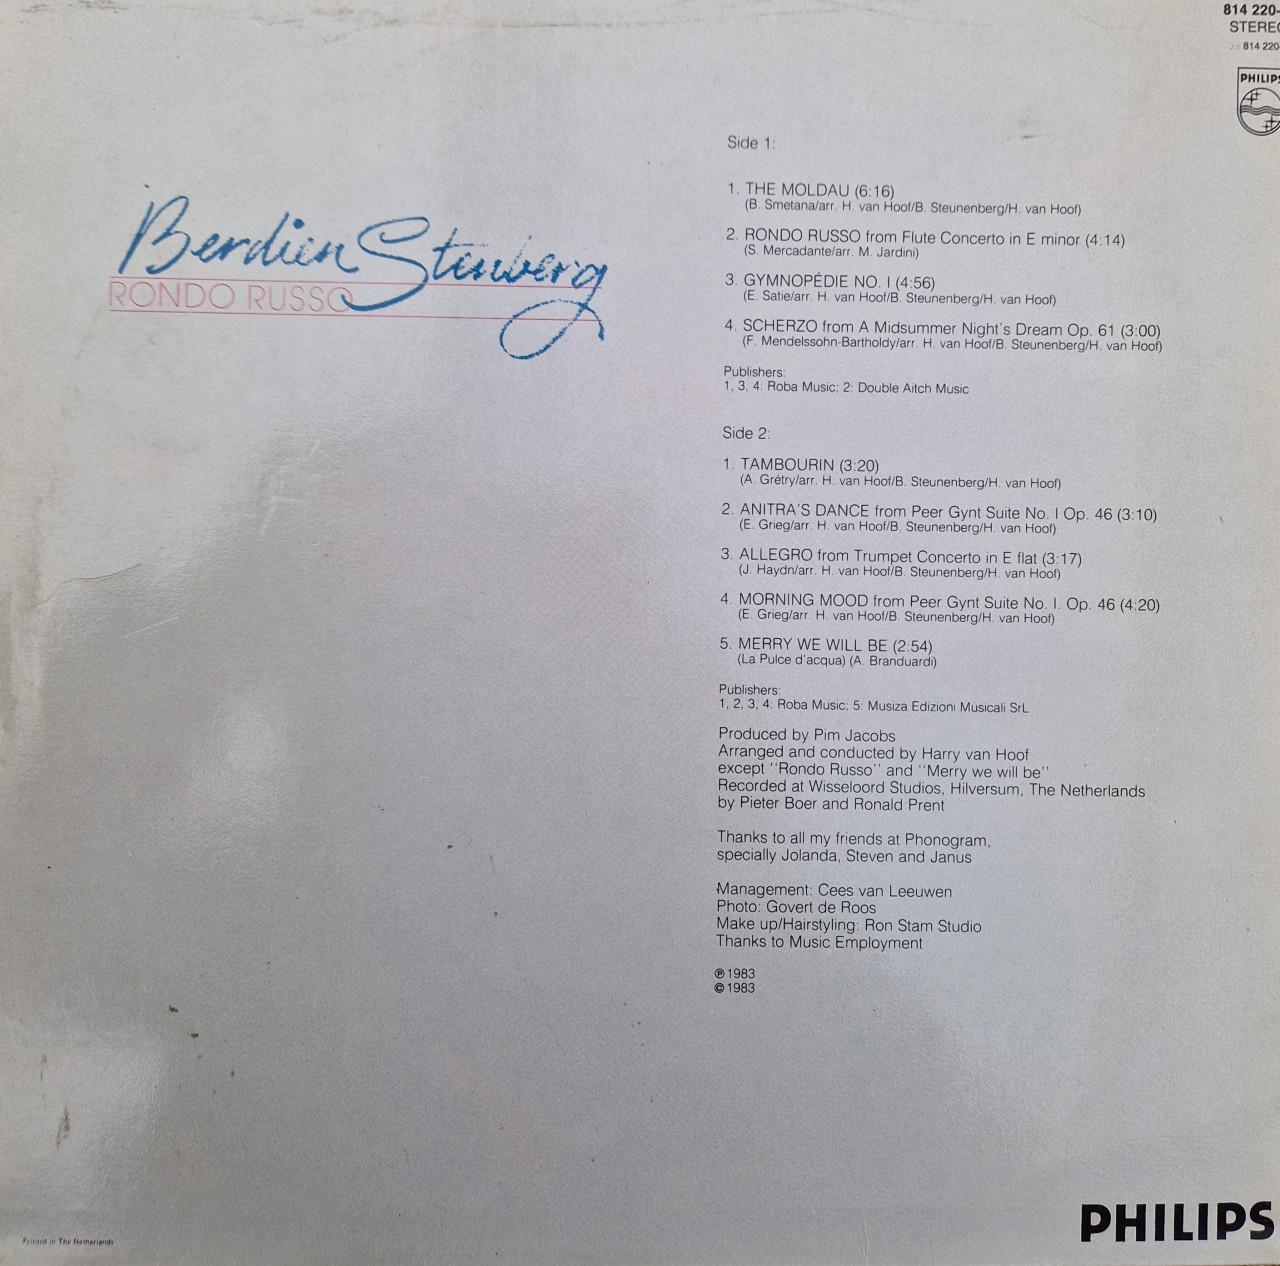 814 220-
STEREO
814 220-
PHILIPS
Berdien Stenberg
RONDO RUSSO
Side 1:
1. THE MOLDAU (6:16)
(B. Smetana/arr. H. van Hoof/B. Steunenberg/H. van Hoof)
2. RONDO RUSSO from Flute Concerto in E minor (4:14)
(S. Mercadante/arr. M. Jardini)
3. GYMNOPÉDIE NO. I (4:56)
(E. Satie/arr. H. van Hoof/B. Steunenberg/H. van Hoof)
4. SCHERZO from A Midsummer Night's Dream Op. 61 (3:00)
(F. Mendelssohn-Bartholdy/arr. H. van Hoof/B. Steunenberg/H. van Hoof)
Publishers:
1, 3, 4: Roba Music; 2: Double Aitch Music
Side 2:
1. TAMBOURIN (3:20)
(A. Grétry/arr. H. van Hoof/B. Steunenberg/H. van Hoof)
2. ANITRA'S DANCE from Peer Gynt Suite No. I Op. 46 (3:10)
(E. Grieg/arr. H. van Hoof/B. Steunenberg/H. van Hoof)
3. ALLEGRO from Trumpet Concerto in E flat (3:17)
(J. Haydn/arr. H. van Hoof/B. Steunenberg/H. van Hoof)
4. MORNING MOOD from Peer Gynt Suite No. I. Op. 46 (4:20)
(E. Grieg/arr. H. van Hoof/B. Steunenberg/H. van Hoof)
5. MERRY WE WILL BE (2:54)
(La Pulce d'acqua) (A. Branduardi)
Publishers:
1, 2, 3, 4: Roba Music; 5: Musiza Edizioni Musicali SrL
Produced by Pim Jacobs
Arranged and conducted by Harry van Hoof
except "Rondo Russo" and "Merry we will be"
Recorded at Wisseloord Studios, Hilversum, The Netherlands
by Pieter Boer and Ronald Prent
Thanks to all my friends at Phonogram,
specially Jolanda, Steven and Janus
Management: Cees van Leeuwen
Photo: Govert de Roos
Make up/Hairstyling: Ron Stam Studio
Thanks to Music Employment
℗ 1983
© 1983
PHILIPS
Printed in The Netherlands